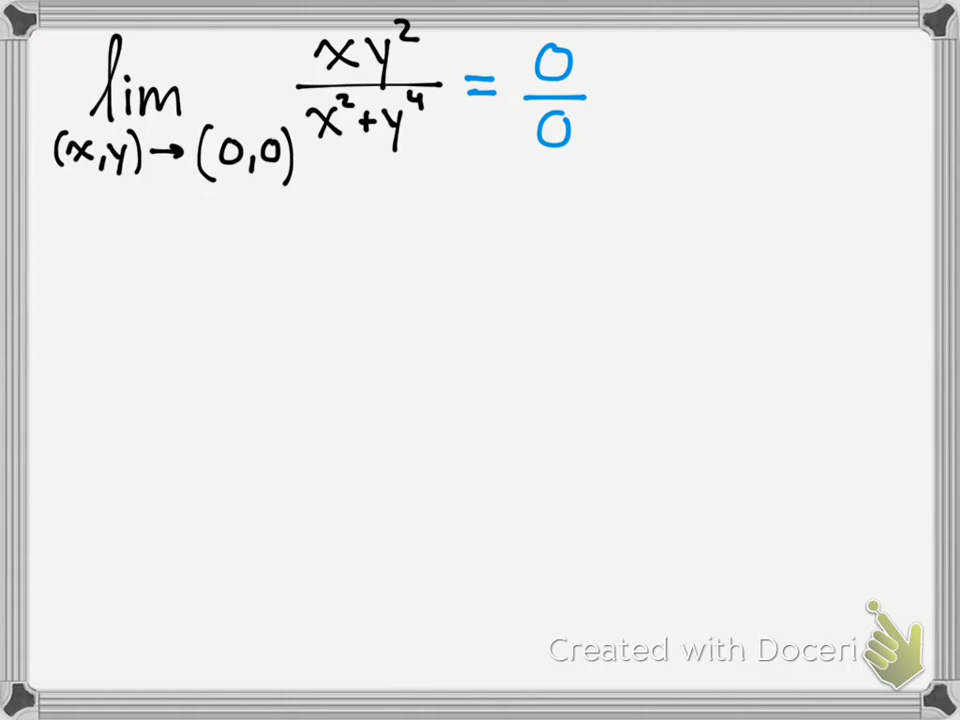 lim xy²/x²+y⁴ = 0/0
(x,y)→(0,0)
Created with Doceri